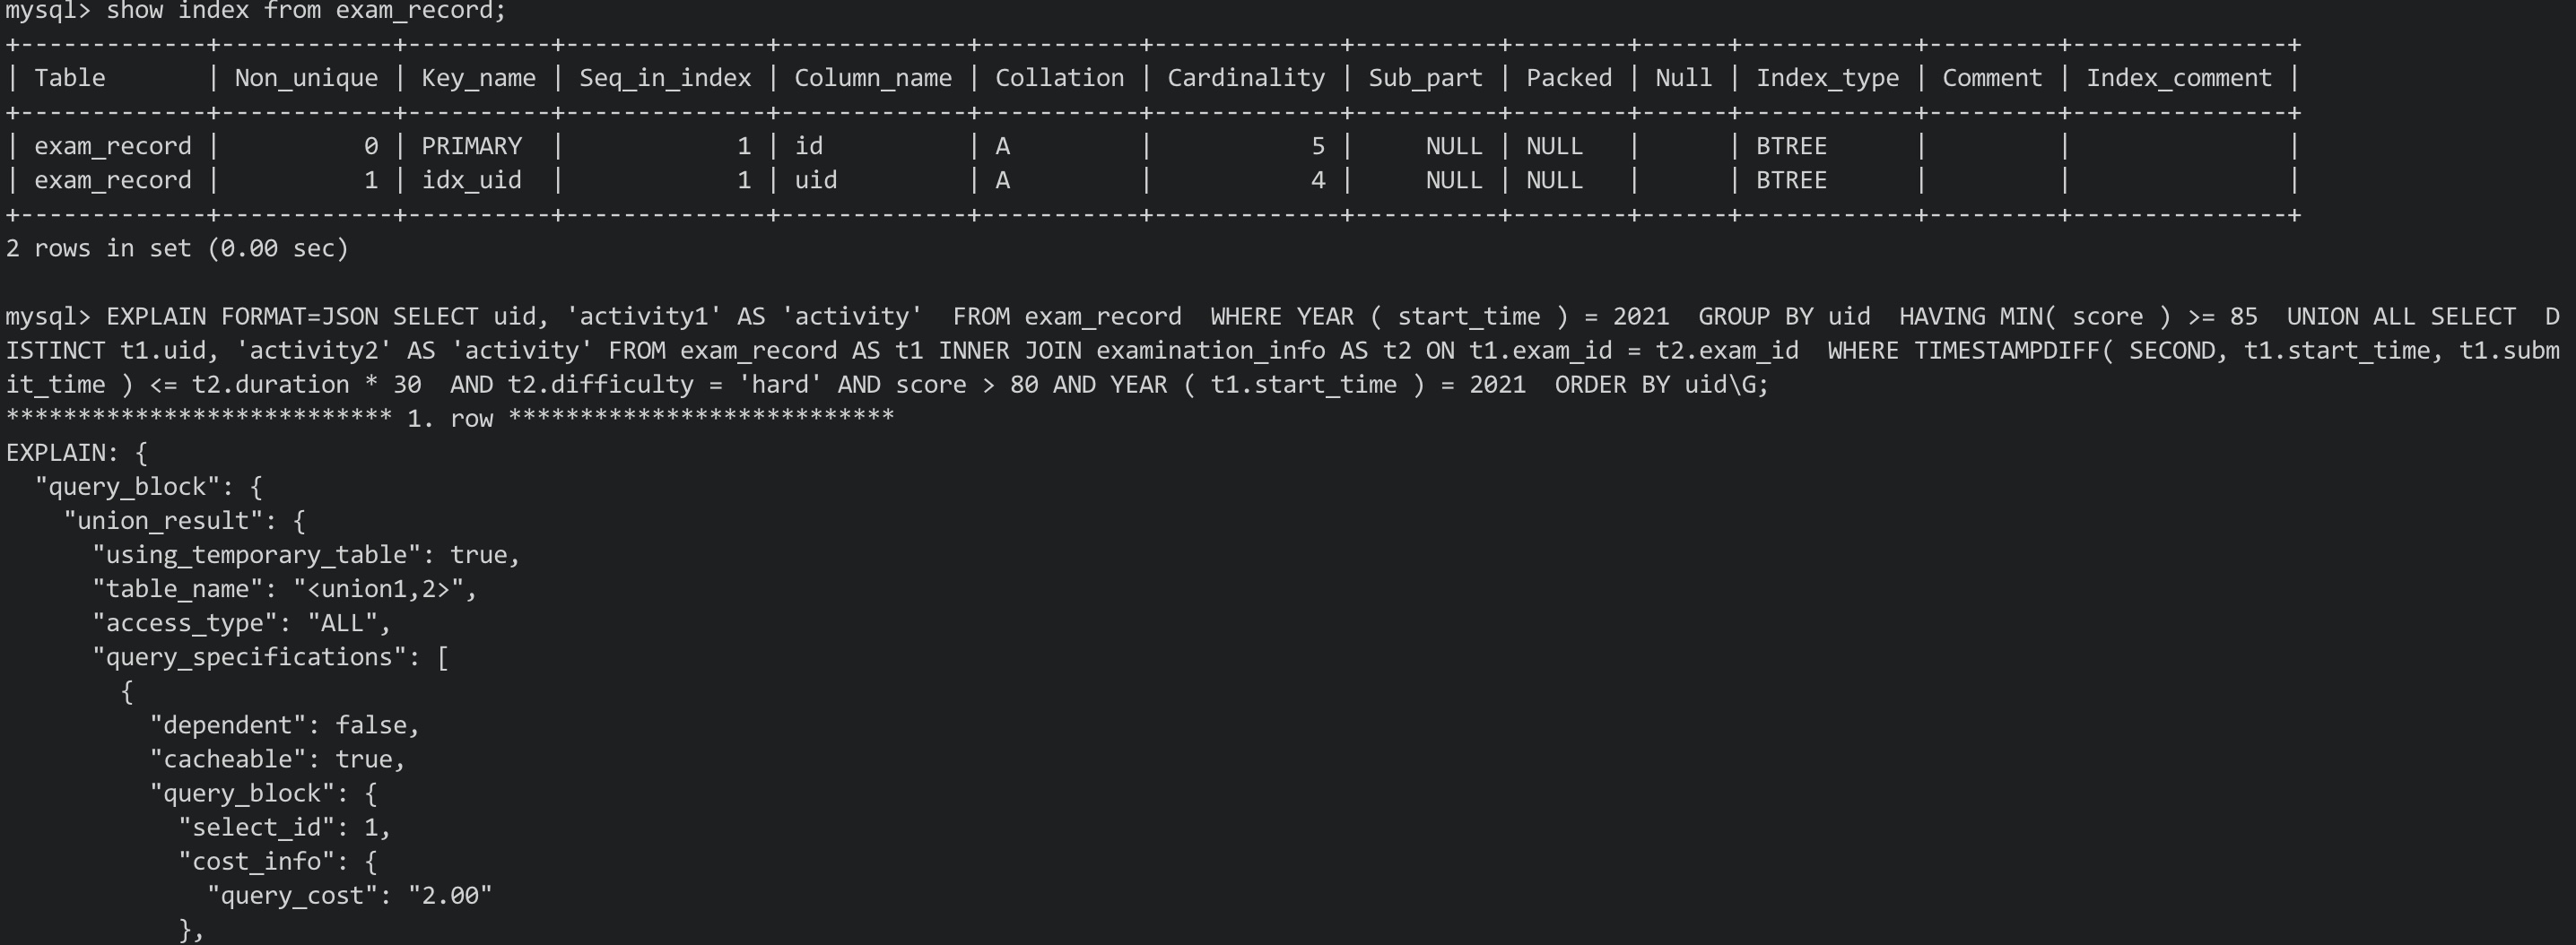 mysql> show index from exam_record;
+-------------+------------+----------+--------------+-------------+-----------+-------------+----------+--------+------+------------+---------+---------------+
| Table       | Non_unique | Key_name | Seq_in_index | Column_name | Collation | Cardinality | Sub_part | Packed | Null | Index_type | Comment | Index_comment |
+-------------+------------+----------+--------------+-------------+-----------+-------------+----------+--------+------+------------+---------+---------------+
| exam_record |          0 | PRIMARY  |            1 | id          | A         |           5 |     NULL | NULL   |      | BTREE      |         |               |
| exam_record |          1 | idx_uid  |            1 | uid         | A         |           4 |     NULL | NULL   |      | BTREE      |         |               |
+-------------+------------+----------+--------------+-------------+-----------+-------------+----------+--------+------+------------+---------+---------------+
2 rows in set (0.00 sec)

mysql> EXPLAIN FORMAT=JSON SELECT uid, 'activity1' AS 'activity'  FROM exam_record  WHERE YEAR ( start_time ) = 2021  GROUP BY uid  HAVING MIN( score ) >= 85  UNION ALL SELECT  D
ISTINCT t1.uid, 'activity2' AS 'activity' FROM exam_record AS t1 INNER JOIN examination_info AS t2 ON t1.exam_id = t2.exam_id  WHERE TIMESTAMPDIFF( SECOND, t1.start_time, t1.subm
it_time ) <= t2.duration * 30  AND t2.difficulty = 'hard' AND score > 80 AND YEAR ( t1.start_time ) = 2021  ORDER BY uid\G;
*************************** 1. row ***************************
EXPLAIN: {
  "query_block": {
    "union_result": {
      "using_temporary_table": true,
      "table_name": "<union1,2>",
      "access_type": "ALL",
      "query_specifications": [
        {
          "dependent": false,
          "cacheable": true,
          "query_block": {
            "select_id": 1,
            "cost_info": {
              "query_cost": "2.00"
            },